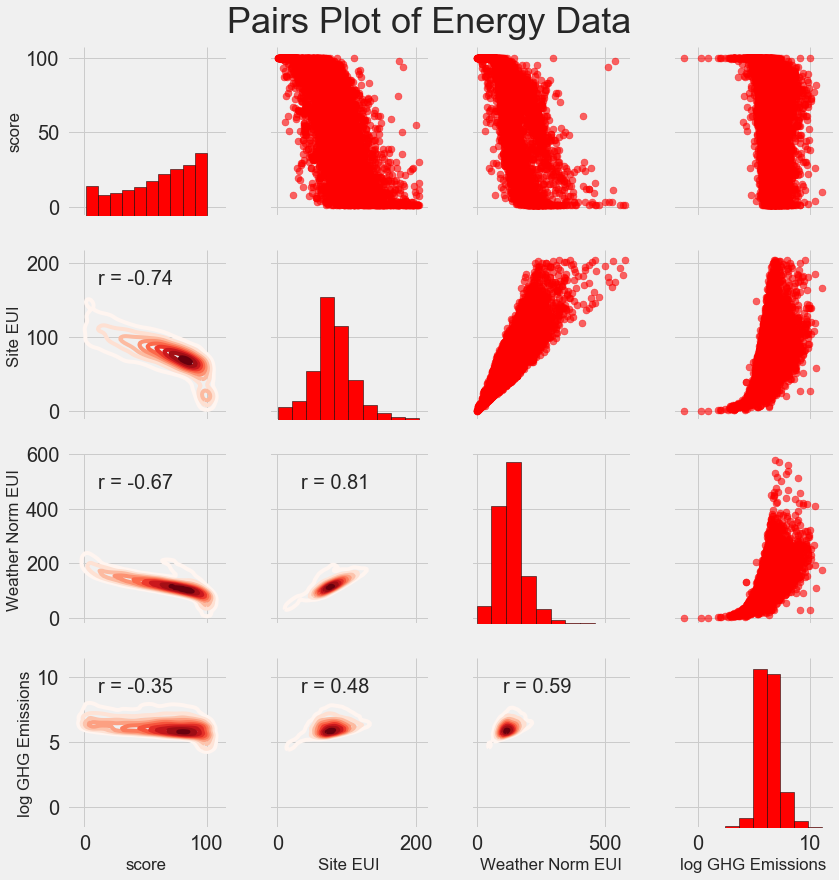 Pairs Plot of Energy Data
score
100
50
0
Site EUI
200
100
0
r = -0.74
Weather Norm EUI
600
400
200
0
r = -0.67
r = 0.81
log GHG Emissions
10
5
0
r = -0.35
r = 0.48
r = 0.59
0 100
0 200
0 500
0 10
score
Site EUI
Weather Norm EUI
log GHG Emissions